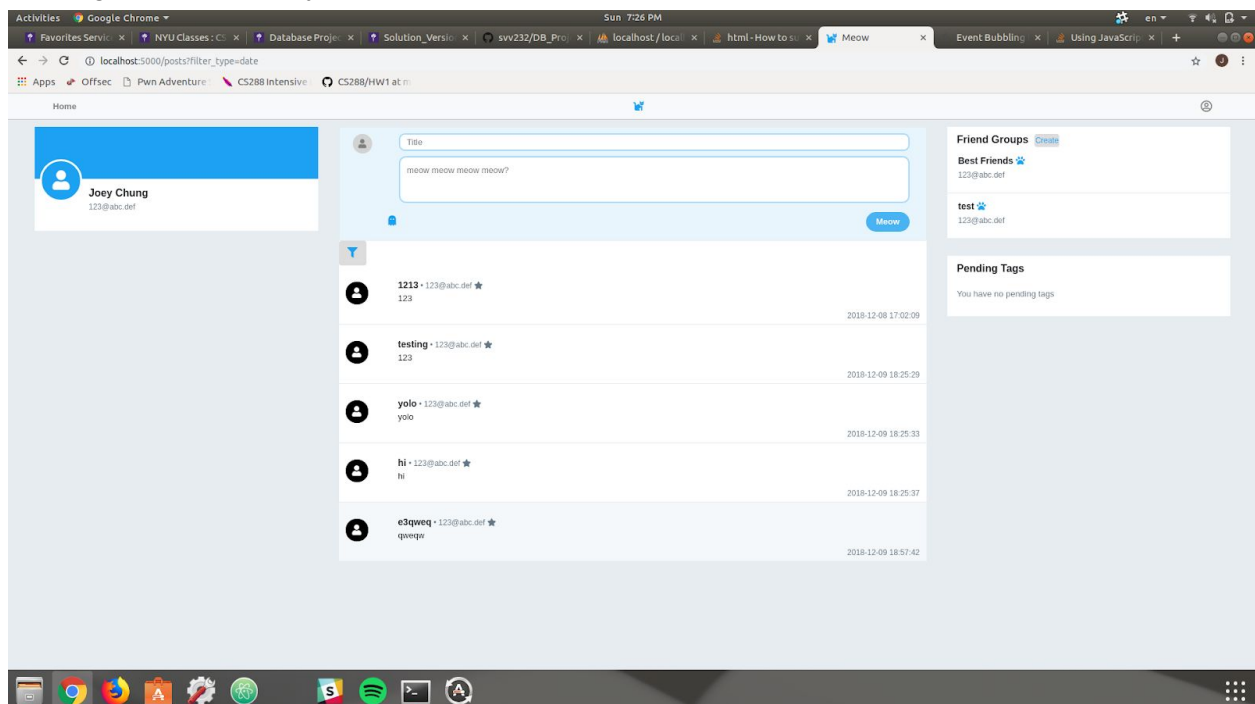 Activities Google Chrome Sun 7:26 PM en
Favorites Servic NYU Classes : CS Database Projec Solution_Versio svv232/DB_Proj localhost / local html - How to su Meow Event Bubbling Using JavaScrip
localhost:5000/posts?filter_type=date
Apps Offsec Pwn Adventure CS288 Intensive CS288/HW1 at m
Home
Joey Chung
123@abc.def
Title
meow meow meow meow?
Meow
1213 • 123@abc.def
123
2018-12-08 17:02:09
testing • 123@abc.def
123
2018-12-09 18:25:29
yolo • 123@abc.def
yolo
2018-12-09 18:25:33
hi • 123@abc.def
hi
2018-12-09 18:25:37
e3qweq • 123@abc.def
qweqw
2018-12-09 18:57:42
Friend Groups Create
Best Friends
123@abc.def
test
123@abc.def
Pending Tags
You have no pending tags